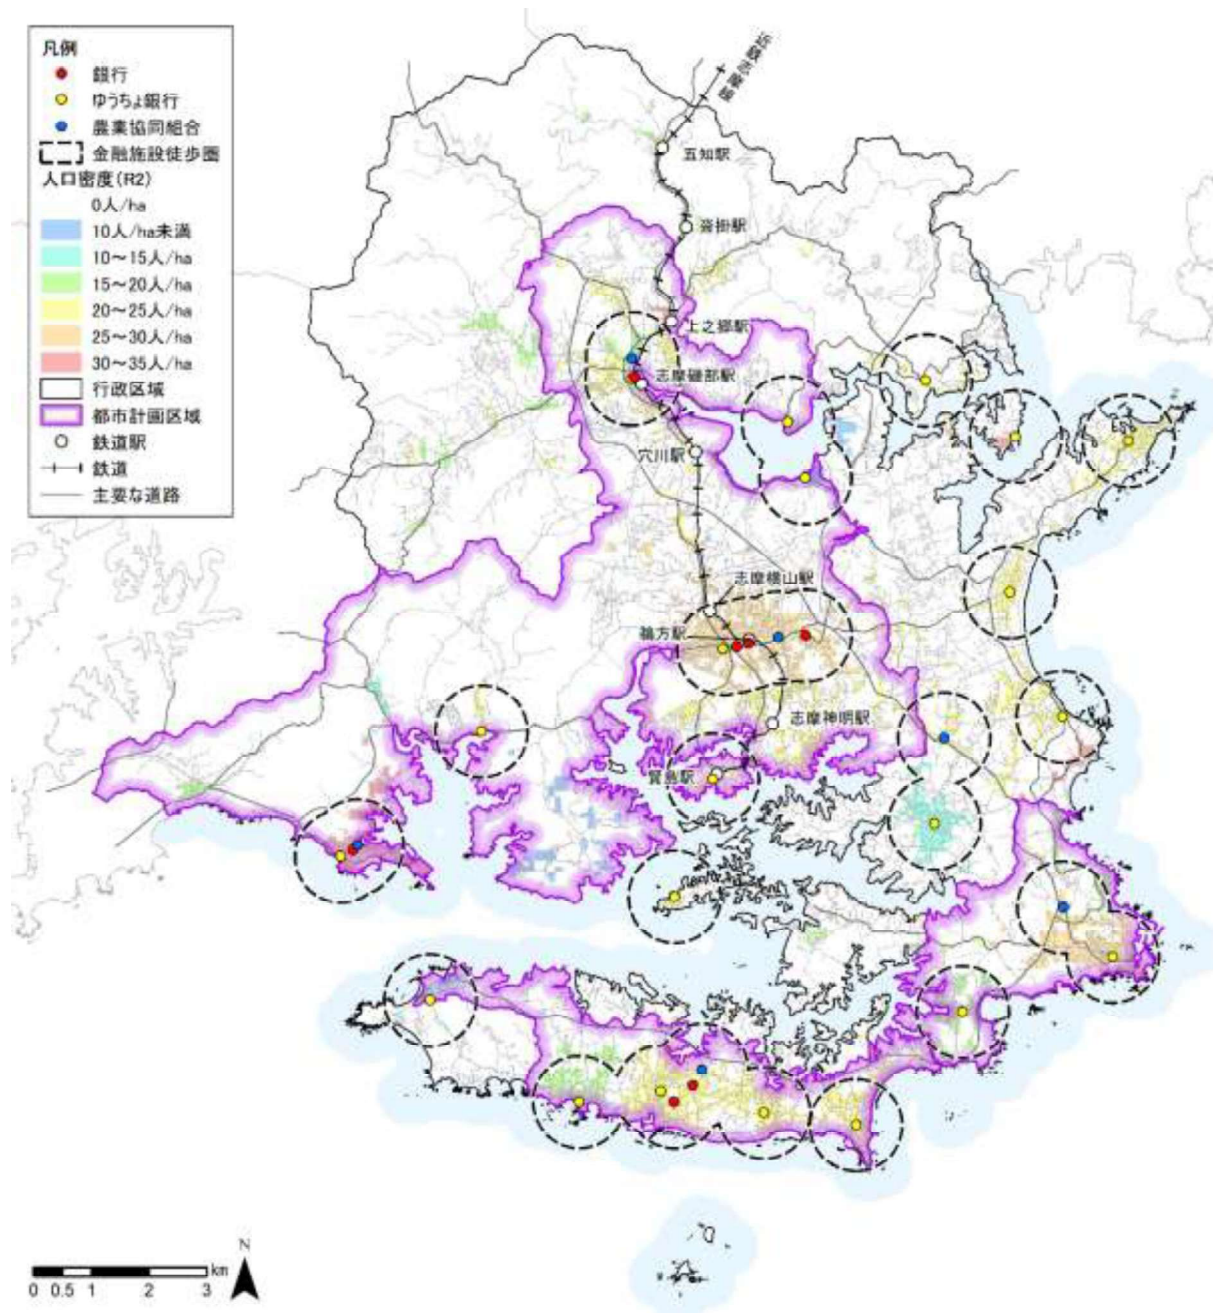 凡例
銀行
ゆうちょ銀行
農業協同組合
金融施設徒歩圏
人口密度(R2)
0人/ha
10人/ha未満
10～15人/ha
15～20人/ha
20～25人/ha
25～30人/ha
30～35人/ha
行政区域
都市計画区域
鉄道駅
鉄道
主要な道路
近鉄志摩線
五知駅
沓掛駅
上之郷駅
志摩磯部駅
穴川駅
志摩横山駅
鵜方駅
志摩神明駅
賢島駅
N
km
0 0.5 1 2 3